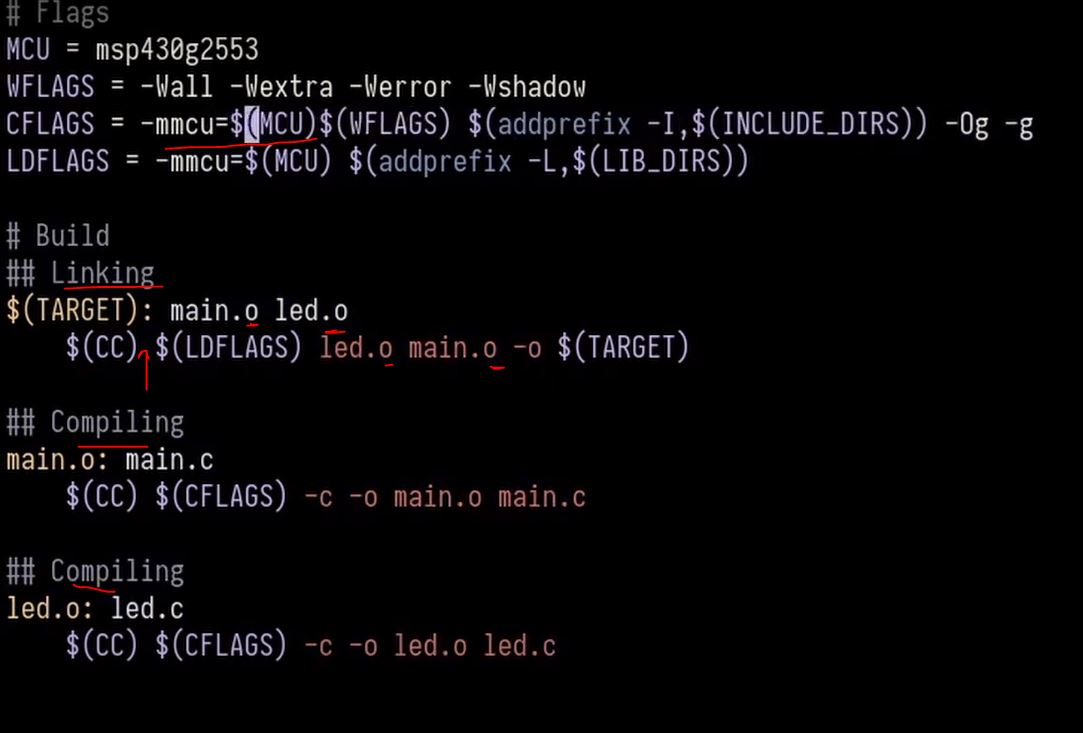 # Flags
MCU = msp430g2553
WFLAGS = -Wall -Wextra -Werror -Wshadow
CFLAGS = -mmcu=$(MCU)$(WFLAGS) $(addprefix -I,$(INCLUDE_DIRS)) -Og -g
LDFLAGS = -mmcu=$(MCU) $(addprefix -L,$(LIB_DIRS))
# Build
## Linking
$(TARGET): main.o led.o
$(CC) $(LDFLAGS) led.o main.o -o $(TARGET)
## Compiling
main.o: main.c
$(CC) $(CFLAGS) -c -o main.o main.c
## Compiling
led.o: led.c
$(CC) $(CFLAGS) -c -o led.o led.c